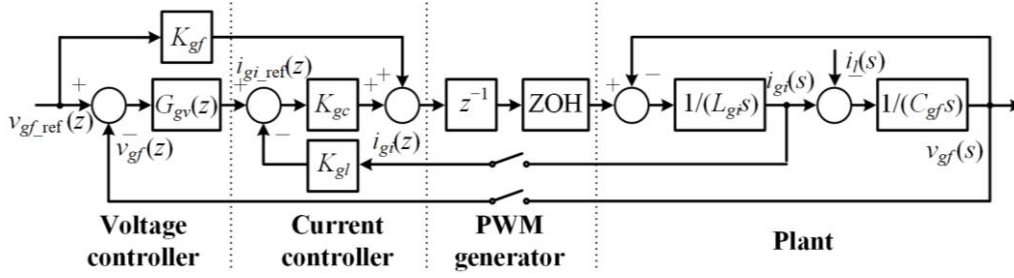 K_gf
i_gi_ref(z)
i_gi(s)
i_l(s)
+ − + + + + − −
G_gv(z)
K_gc
z⁻¹
ZOH
1/(L_gi s)
1/(C_gf s)
v_gf_ref(z)
− v_gf(z)
−
i_gi(z)
v_gf(s)
K_gl
Voltage controller
Current controller
PWM generator
Plant